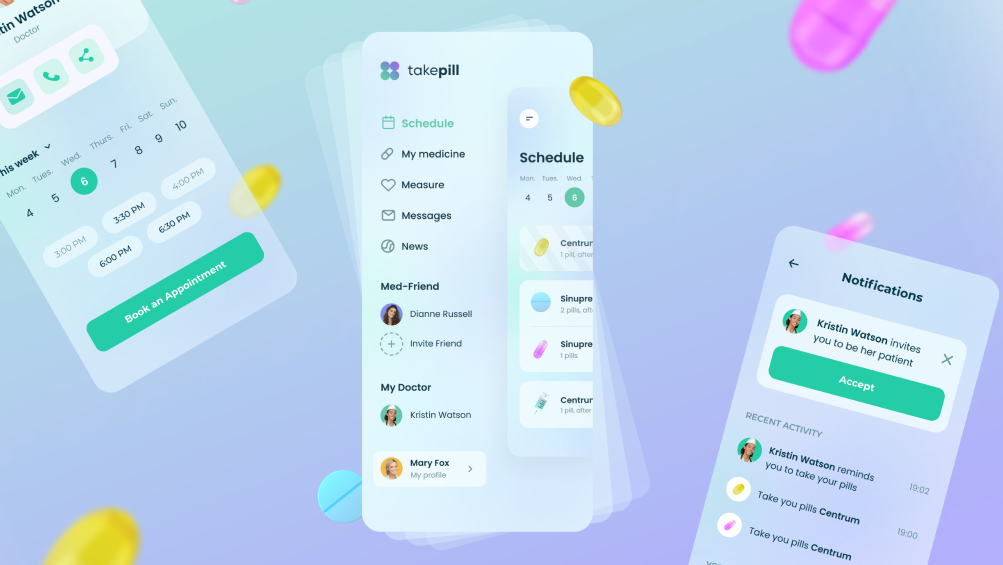 Kristin Watson
Doctor
This week
Mon. Tues. Wed. Thurs. Fri. Sat. Sun.
4 5 6 7 8 9 10
3:00 PM 3:30 PM 4:00 PM
6:00 PM 6:30 PM
Book an Appointment
takepill
Schedule
My medicine
Measure
Messages
News
Med-Friend
Dianne Russell
Invite Friend
My Doctor
Kristin Watson
Mary Fox
My profile
Schedule
Mon. Tues. Wed.
4 5 6
Centrum
1 pill, after
2 pills,
1 pills
Centrum
1 pill, after
Notifications
Kristin Watson invites
you to be her patient
Accept
RECENT ACTIVITY
Kristin Watson reminds
you to take your pills
19:02
Take you pills Centrum
19:00
Take you pills Centrum